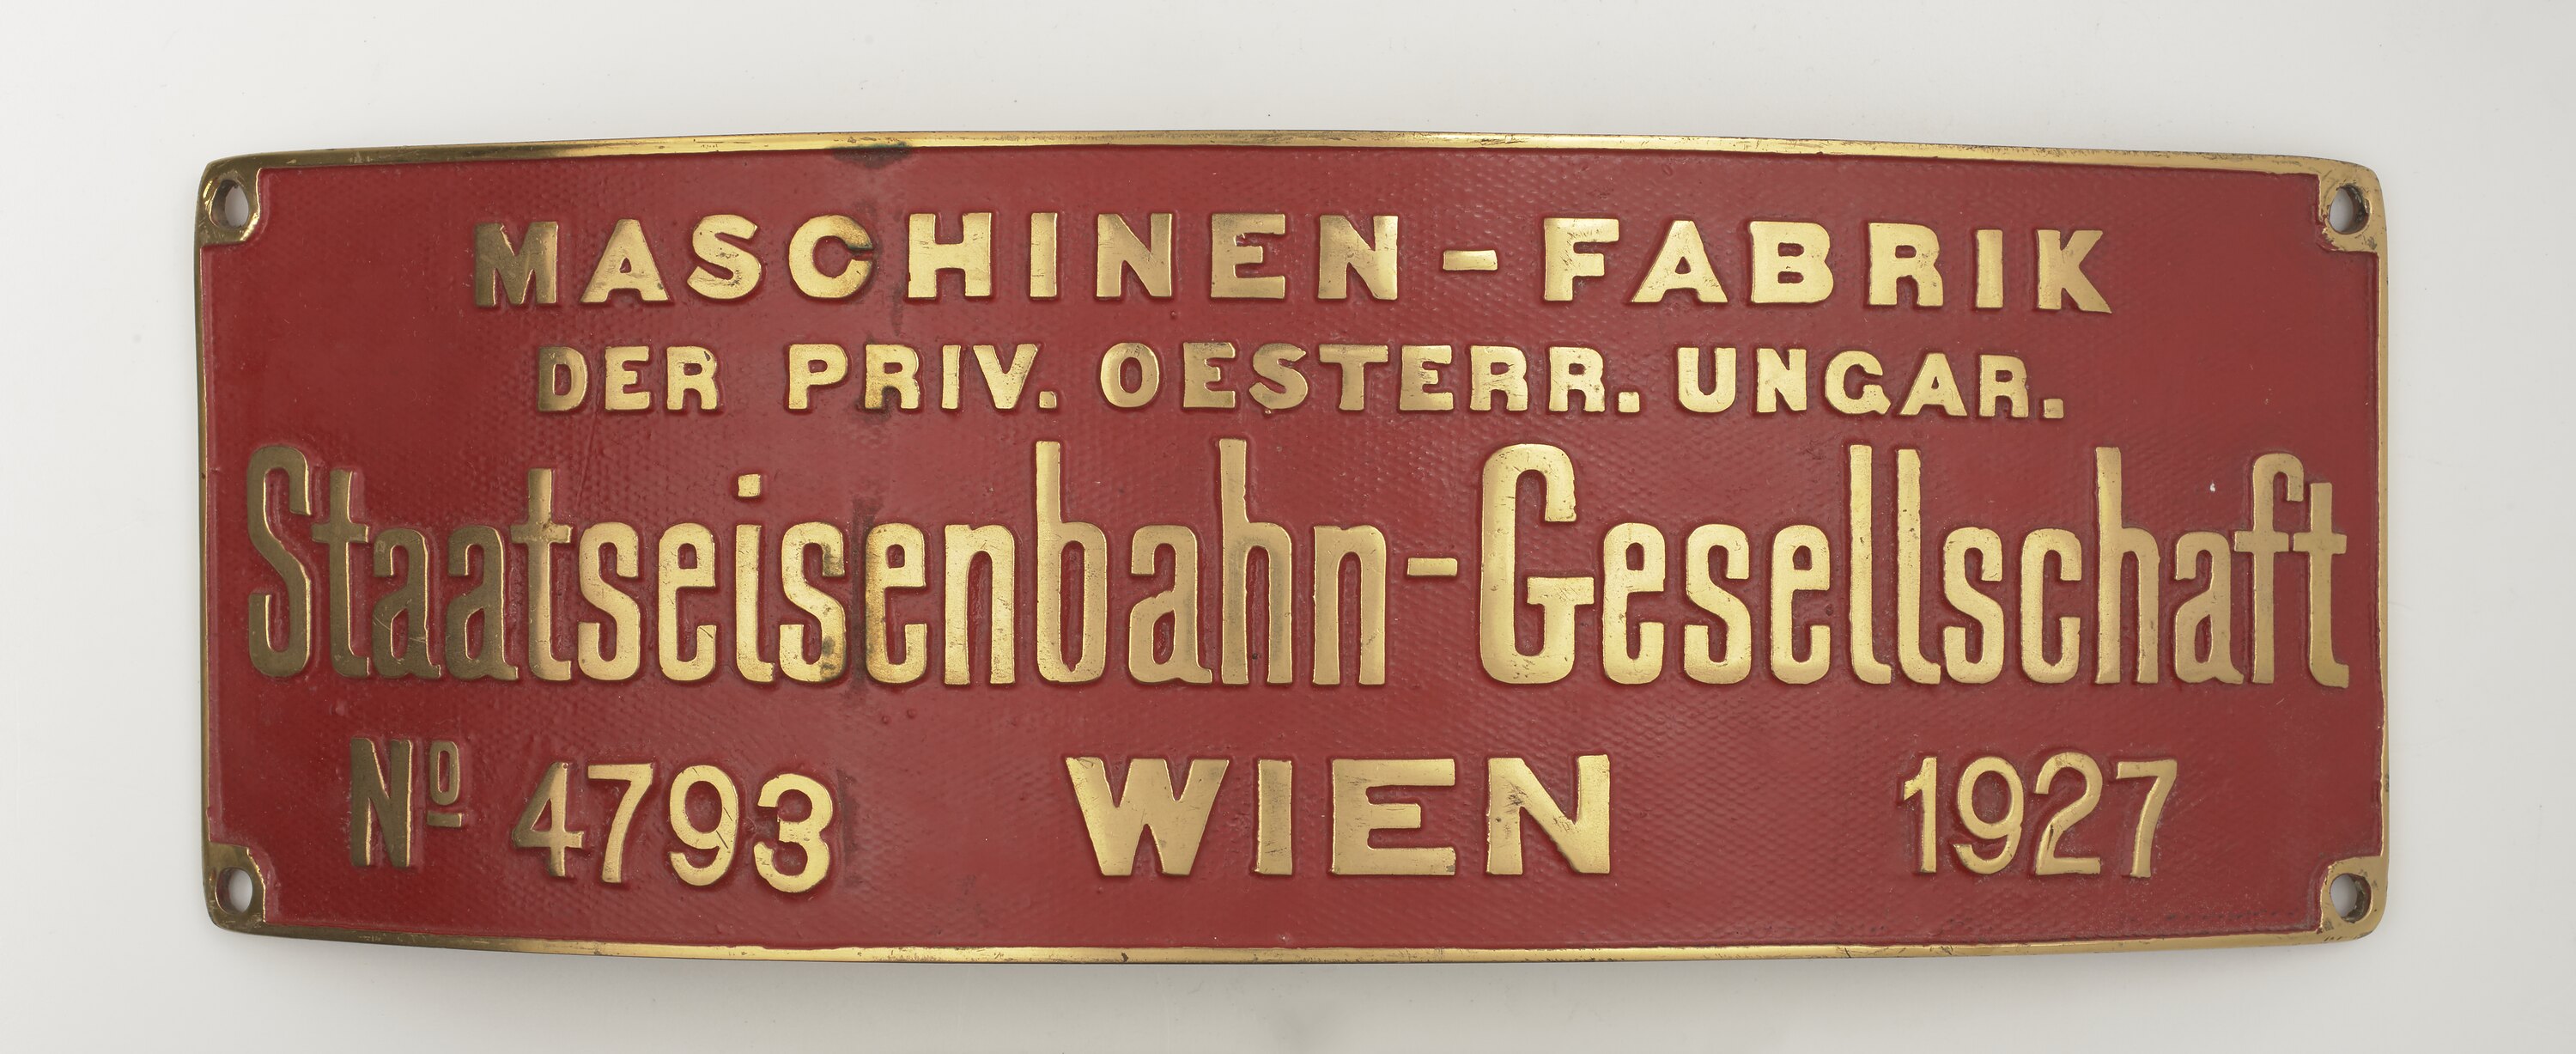 MASCHINEN-FABRIK
DER PRIV. OESTERR. UNGAR.
Staatseisenbahn-Gesellschaft
Nº 4793 WIEN 1927